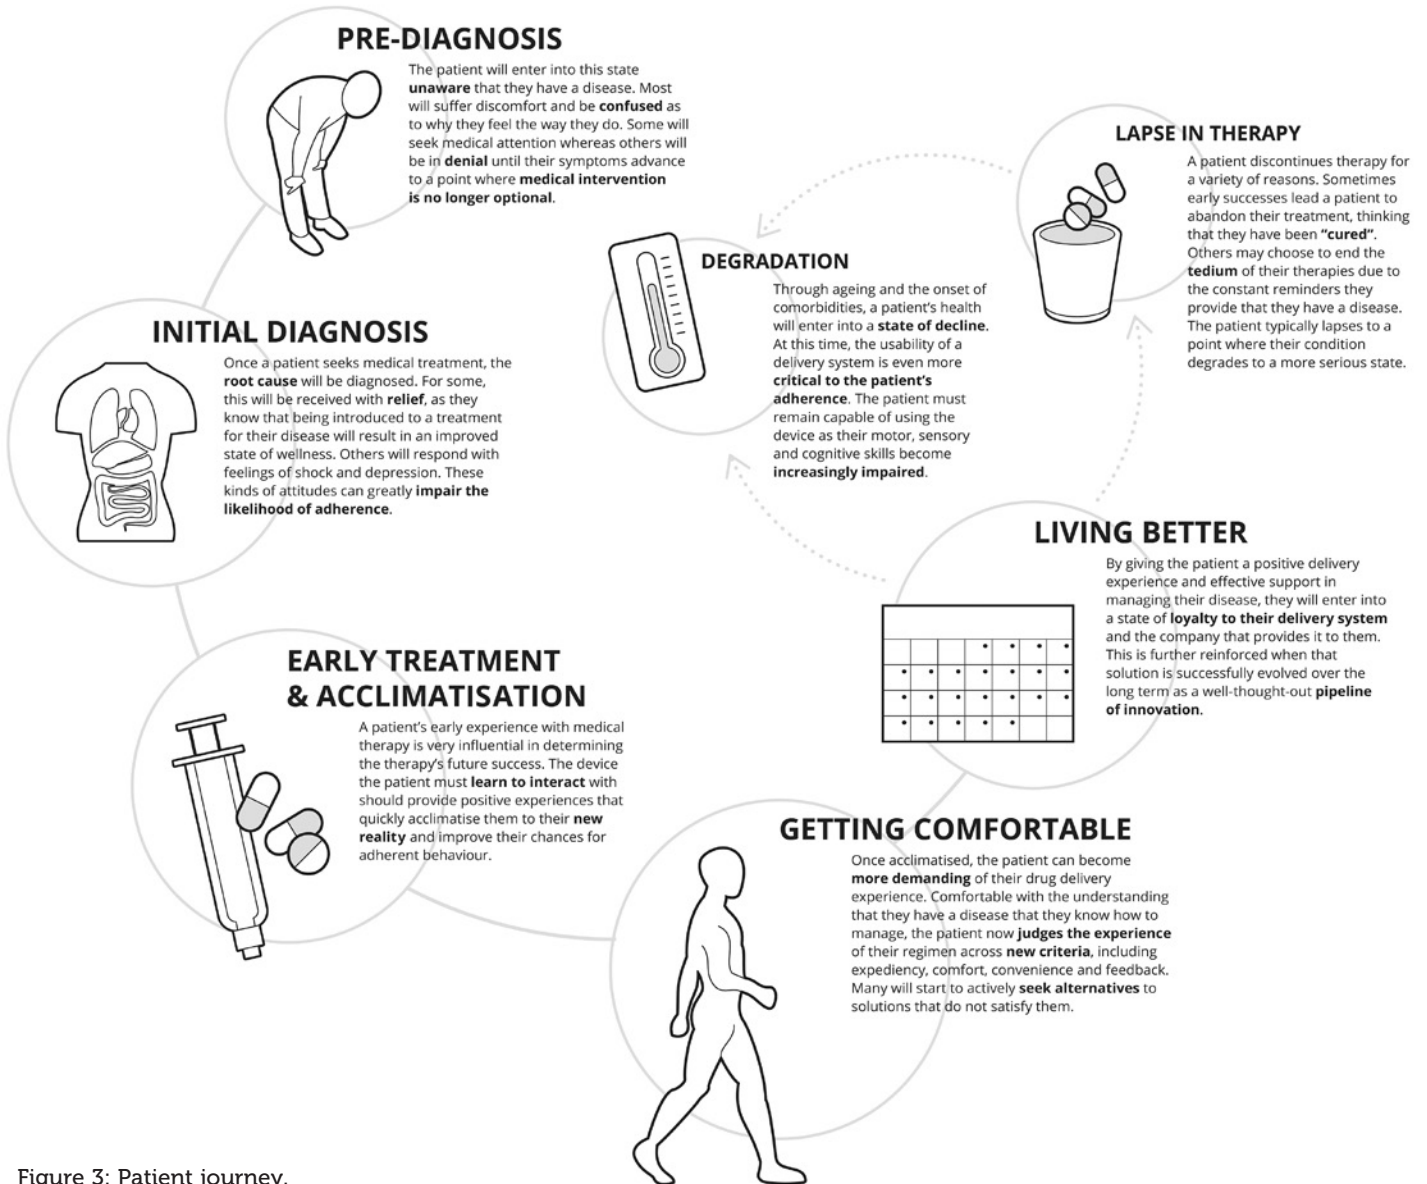 PRE-DIAGNOSIS
The patient will enter into this state
unaware that they have a disease. Most
will suffer discomfort and be confused as
to why they feel the way they do. Some will
seek medical attention whereas others will
be in denial until their symptoms advance
to a point where medical intervention
is no longer optional.
INITIAL DIAGNOSIS
Once a patient seeks medical treatment, the
root cause will be diagnosed. For some,
this will be received with relief, as they
know that being introduced to a treatment
for their disease will result in an improved
state of wellness. Others will respond with
feelings of shock and depression. These
kinds of attitudes can greatly impair the
likelihood of adherence.
EARLY TREATMENT
& ACCLIMATISATION
A patient's early experience with medical
therapy is very influential in determining
the therapy's future success. The device
the patient must learn to interact with
should provide positive experiences that
quickly acclimatise them to their new
reality and improve their chances for
adherent behaviour.
GETTING COMFORTABLE
Once acclimatised, the patient can become
more demanding of their drug delivery
experience. Comfortable with the understanding
that they have a disease that they know how to
manage, the patient now judges the experience
of their regimen across new criteria, including
expediency, comfort, convenience and feedback.
Many will start to actively seek alternatives to
solutions that do not satisfy them.
LIVING BETTER
By giving the patient a positive delivery
experience and effective support in
managing their disease, they will enter into
a state of loyalty to their delivery system
and the company that provides it to them.
This is further reinforced when that
solution is successfully evolved over the
long term as a well-thought-out pipeline
of innovation.
LAPSE IN THERAPY
A patient discontinues therapy for
a variety of reasons. Sometimes
early successes lead a patient to
abandon their treatment, thinking
that they have been “cured”.
Others may choose to end the
tedium of their therapies due to
the constant reminders they
provide that they have a disease.
The patient typically lapses to a
point where their condition
degrades to a more serious state.
DEGRADATION
Through ageing and the onset of
comorbidities, a patient's health
will enter into a state of decline.
At this time, the usability of a
delivery system is even more
critical to the patient's
adherence. The patient must
remain capable of using the
device as their motor, sensory
and cognitive skills become
increasingly impaired.
Figure 3: Patient journey.